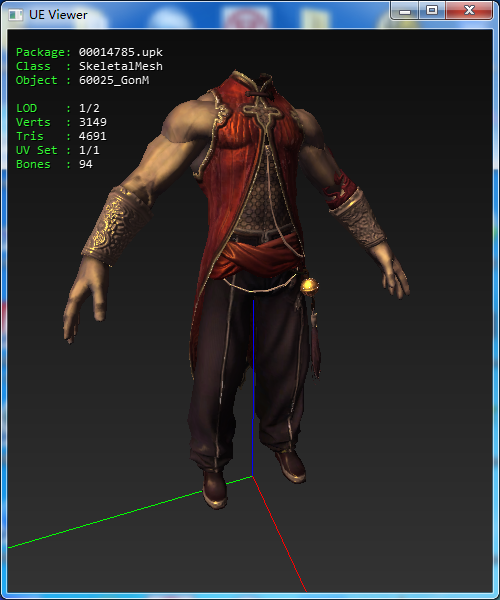 UE Viewer
Package: 00014785.upk
Class : SkeletalMesh
Object : 60025_GonM
LOD : 1/2
Verts : 3149
Tris : 4691
UV Set : 1/1
Bones : 94